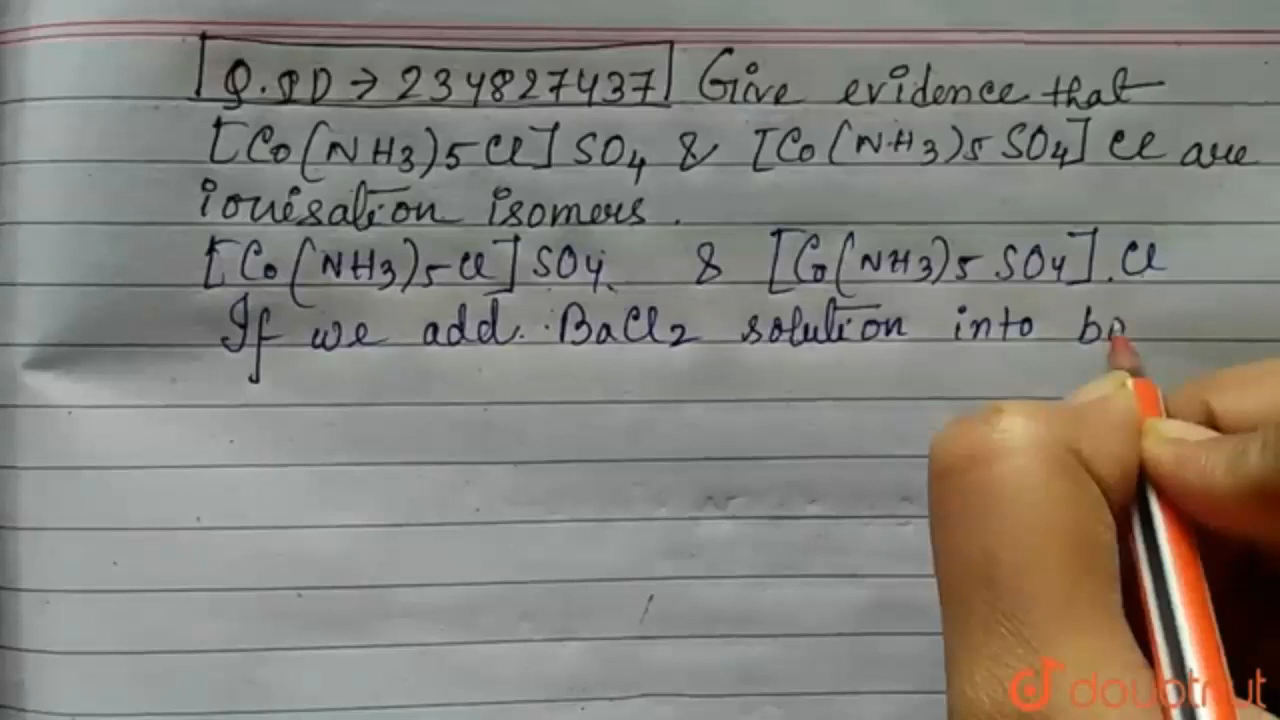 Q.ID → 234827437 Give evidence that
[Co(NH3)5Cl]SO4 & [Co(NH3)5SO4]Cl are
ionisation isomers.
[Co(NH3)5Cl]SO4 & [Co(NH3)5SO4].Cl
If we add BaCl2 solution into bo
doubtnut